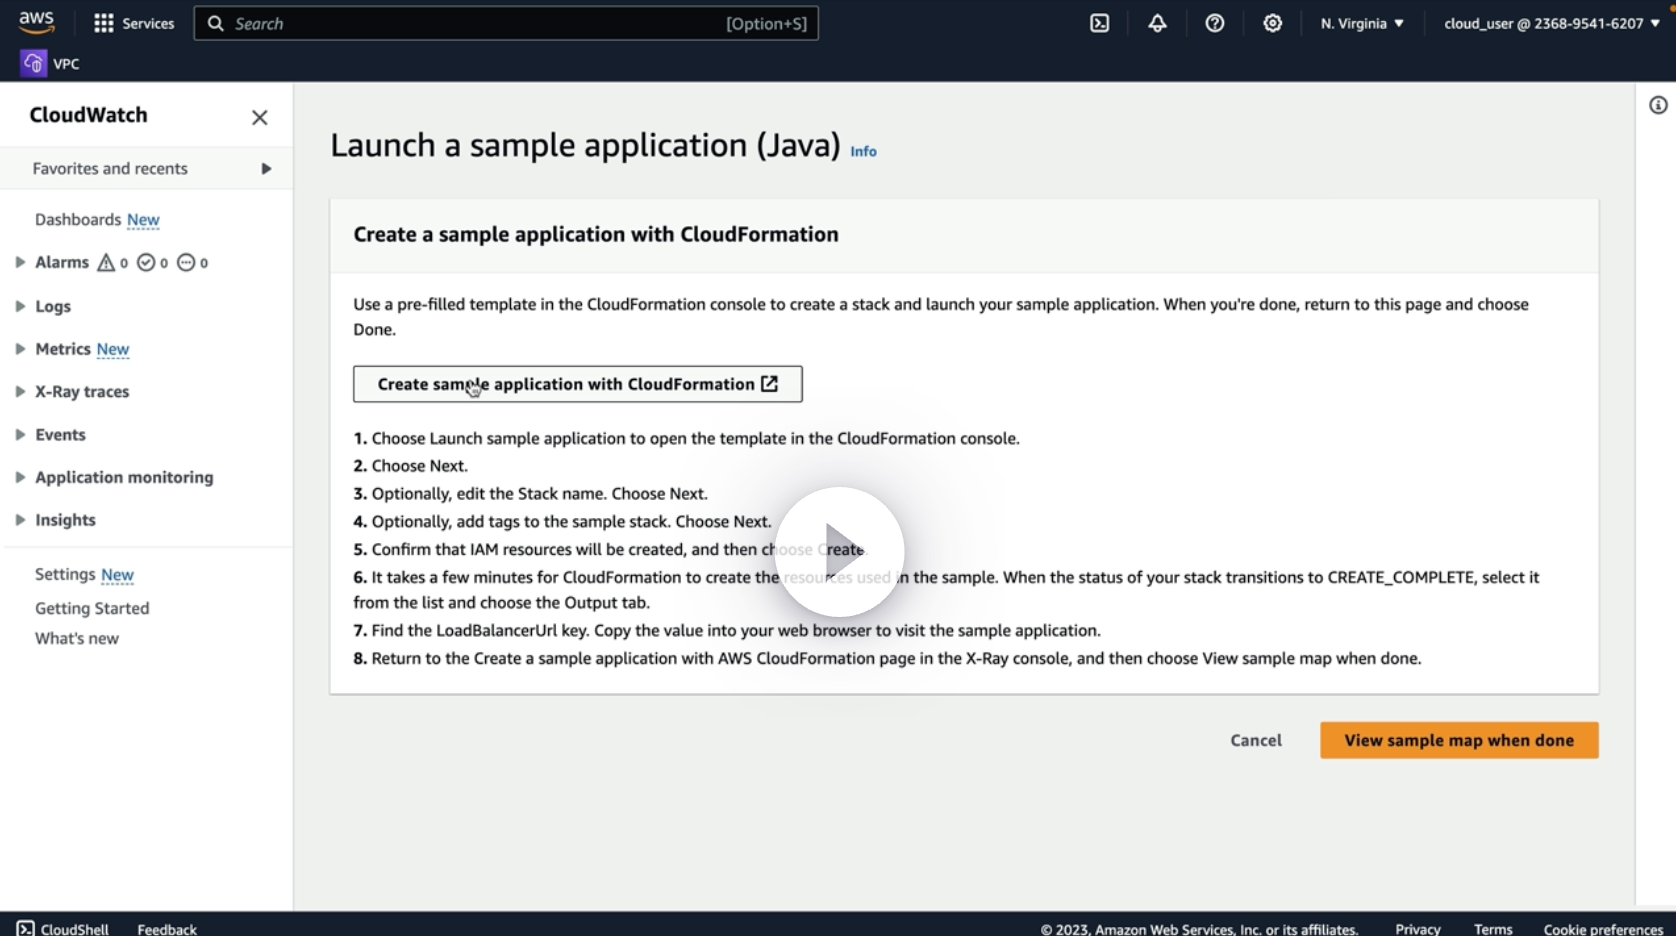 aws
Services
Search
[Option+S]
N. Virginia
cloud_user @ 2368-9541-6207
VPC
CloudWatch
Favorites and recents
Dashboards New
Alarms 0 0 0
Logs
Metrics New
X-Ray traces
Events
Application monitoring
Insights
Settings New
Getting Started
What's new
Launch a sample application (Java) Info
Create a sample application with CloudFormation
Use a pre-filled template in the CloudFormation console to create a stack and launch your sample application. When you're done, return to this page and choose
Done.
Create sample application with CloudFormation
1. Choose Launch sample application to open the template in the CloudFormation console.
2. Choose Next.
3. Optionally, edit the Stack name. Choose Next.
4. Optionally, add tags to the sample stack. Choose Next.
5. Confirm that IAM resources will be created, and then choose Create.
6. It takes a few minutes for CloudFormation to create the resources used in the sample. When the status of your stack transitions to CREATE_COMPLETE, select it
from the list and choose the Output tab.
7. Find the LoadBalancerUrl key. Copy the value into your web browser to visit the sample application.
8. Return to the Create a sample application with AWS CloudFormation page in the X-Ray console, and then choose View sample map when done.
Cancel
View sample map when done
CloudShell
Feedback
© 2023, Amazon Web Services, Inc. or its affiliates.
Privacy
Terms
Cookie preferences